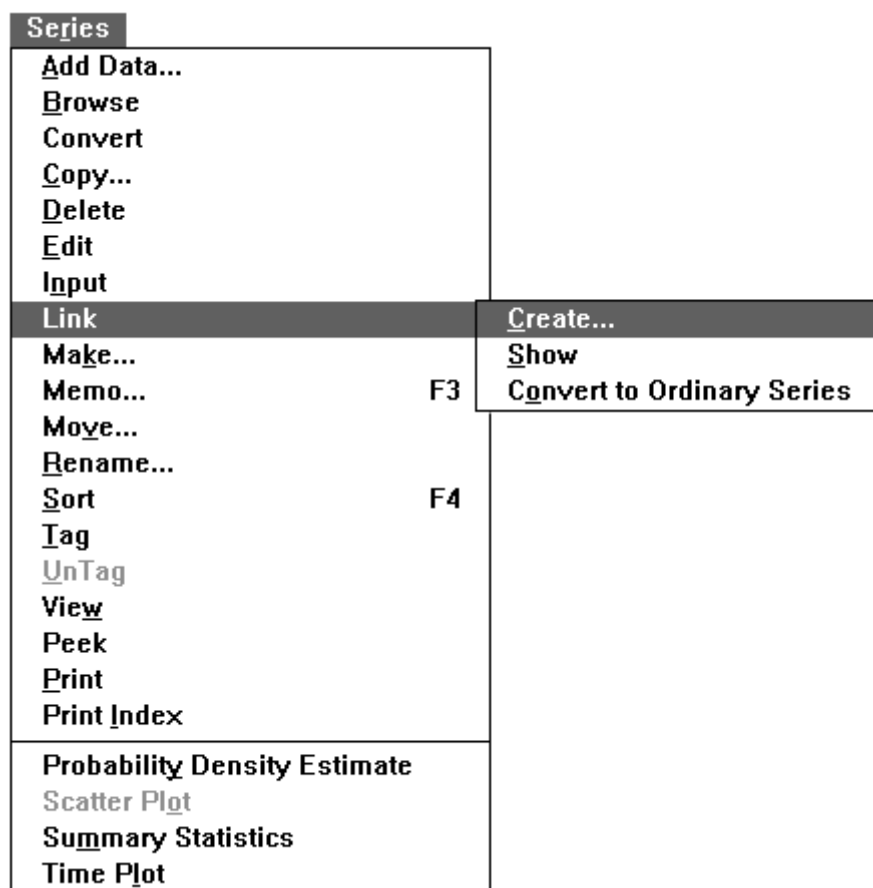 Series
Add Data...
Browse
Convert
Copy...
Delete
Edit
Input
Link
Create...
Make...
Show
Memo... F3
Convert to Ordinary Series
Move...
Rename...
Sort F4
Tag
UnTag
View
Peek
Print
Print Index
Probability Density Estimate
Scatter Plot
Summary Statistics
Time Plot